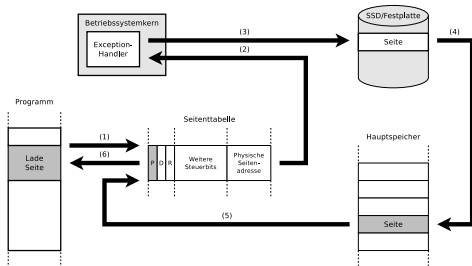 Betriebssystemkern
Exception-
Handler
(3)
(2)
SSD/Festplatte
Seite
(4)
Programm
Lade
Seite
(1)
(6)
Seitenttabelle
P D R
Weitere
Steuerbits
Physische
Seiten-
adresse
Hauptspeicher
Seite
(5)